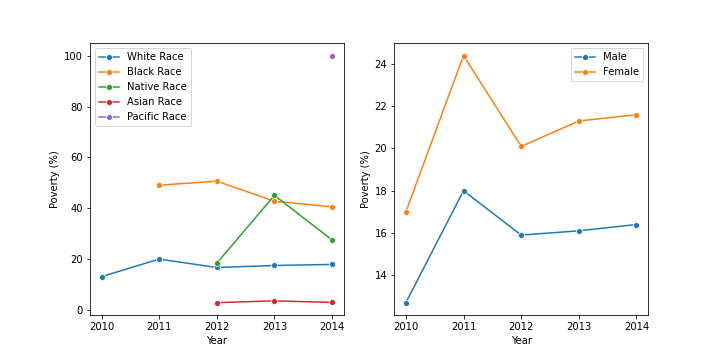 White Race
Black Race
Native Race
Asian Race
Pacific Race
Poverty (%)
100
80
60
40
20
0
2010 2011 2012 2013 2014
Year
Male
Female
Poverty (%)
24
22
20
18
16
14
2010 2011 2012 2013 2014
Year